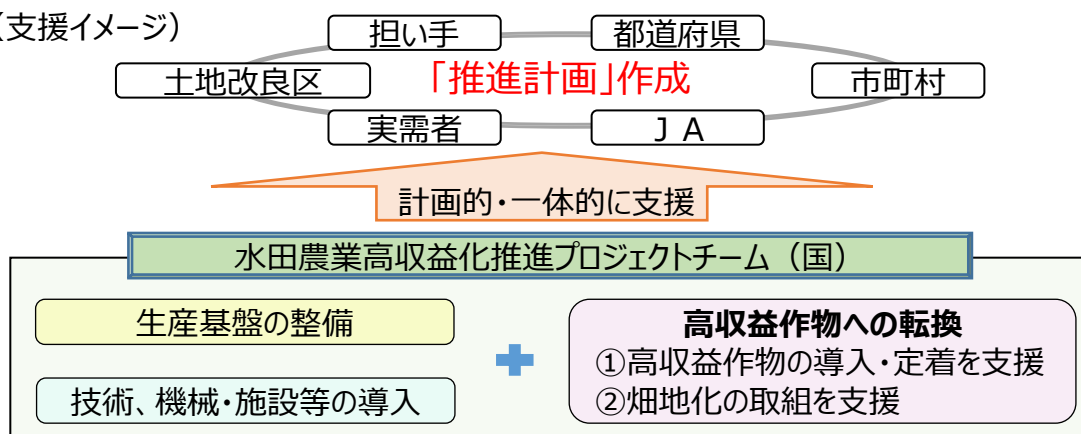 （支援イメージ）
担い手
都道府県
土地改良区
「推進計画」作成
市町村
実需者
ＪＡ
計画的・一体的に支援
水田農業高収益化推進プロジェクトチーム（国）
生産基盤の整備
技術、機械・施設等の導入
高収益作物への転換
①高収益作物の導入・定着を支援
②畑地化の取組を支援